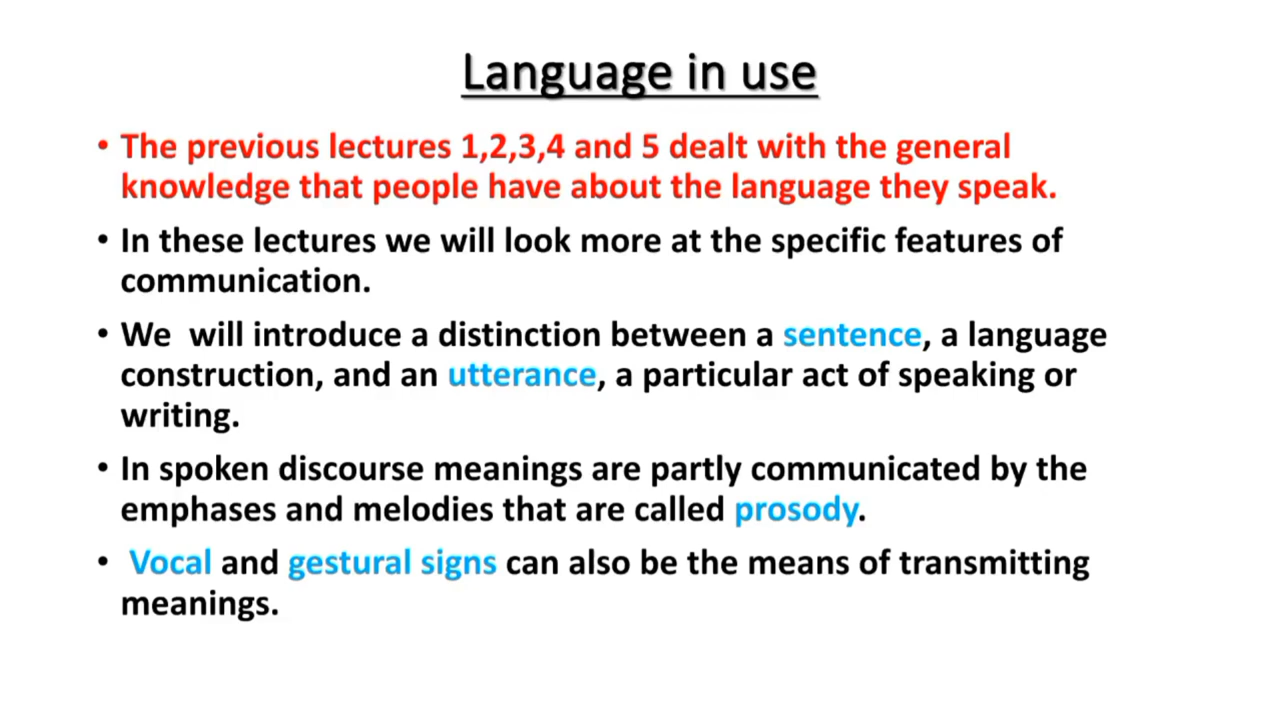 Language in use
• The previous lectures 1,2,3,4 and 5 dealt with the general
knowledge that people have about the language they speak.
• In these lectures we will look more at the specific features of
communication.
• We  will introduce a distinction between a sentence, a language
construction, and an utterance, a particular act of speaking or
writing.
• In spoken discourse meanings are partly communicated by the
emphases and melodies that are called prosody.
•  Vocal and gestural signs can also be the means of transmitting
meanings.